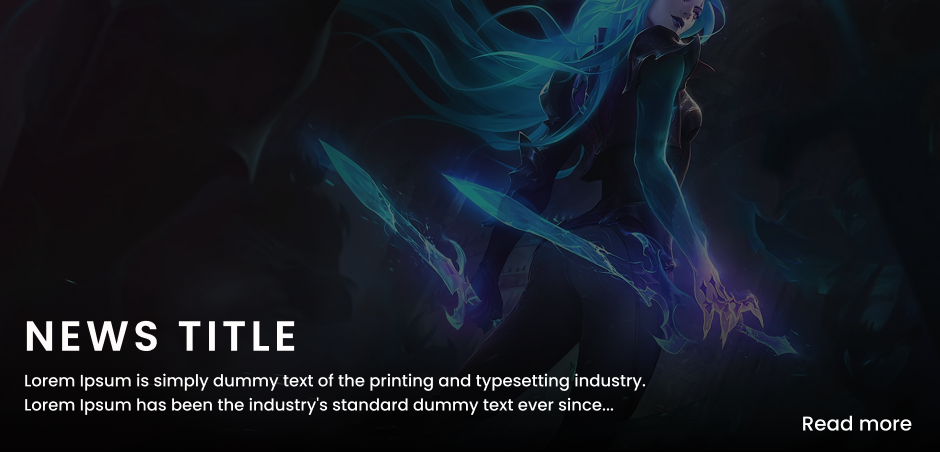 NEWS TITLE
Lorem Ipsum is simply dummy text of the printing and typesetting industry.
Lorem Ipsum has been the industry's standard dummy text ever since...
Read more